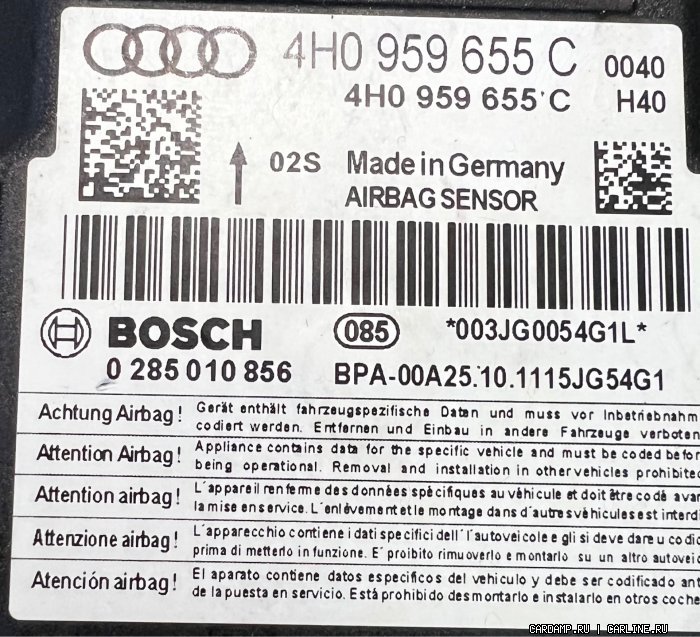 4H0 959 655 C 0040
4H0 959 655 C H40
02S Made in Germany
AIRBAG SENSOR
BOSCH 085 *003JG0054G1L*
0 285 010 856 BPA-00A25.10.1115JG54G1
Achtung Airbag! Gerät enthält fahrzeugspezifische Daten und muss vor Inbetriebnahm
codiert werden. Entfernen und Einbau in andere Fahrzeuge verboten
Attention Airbag! Appliance contains data for the specific vehicle and must be coded befor
being operational. Removal and installation in other vehicles prohibited
Attention airbag! L'appareil renferme des données spécifiques au véhicule et doit être codé avan
la mise en service. L'enlèvement et le montage dans d'autres véhicules est interdi
Attenzione airbag! L'apparecchio contiene i dati specifici dell'l'autoveicolo e gli si deve dare u codic
prima di metterlo in funzione. E' proibito rimuoverlo e montarlo su un altro autoveic
Atención airbag! El aparato contiene datos especificos del vehículo y debe ser codificado ant
de la puesta en servicio. Está prohibido desmontarlo e instalarlo en otros coche
CARDAMP.RU | CARLINE.RU